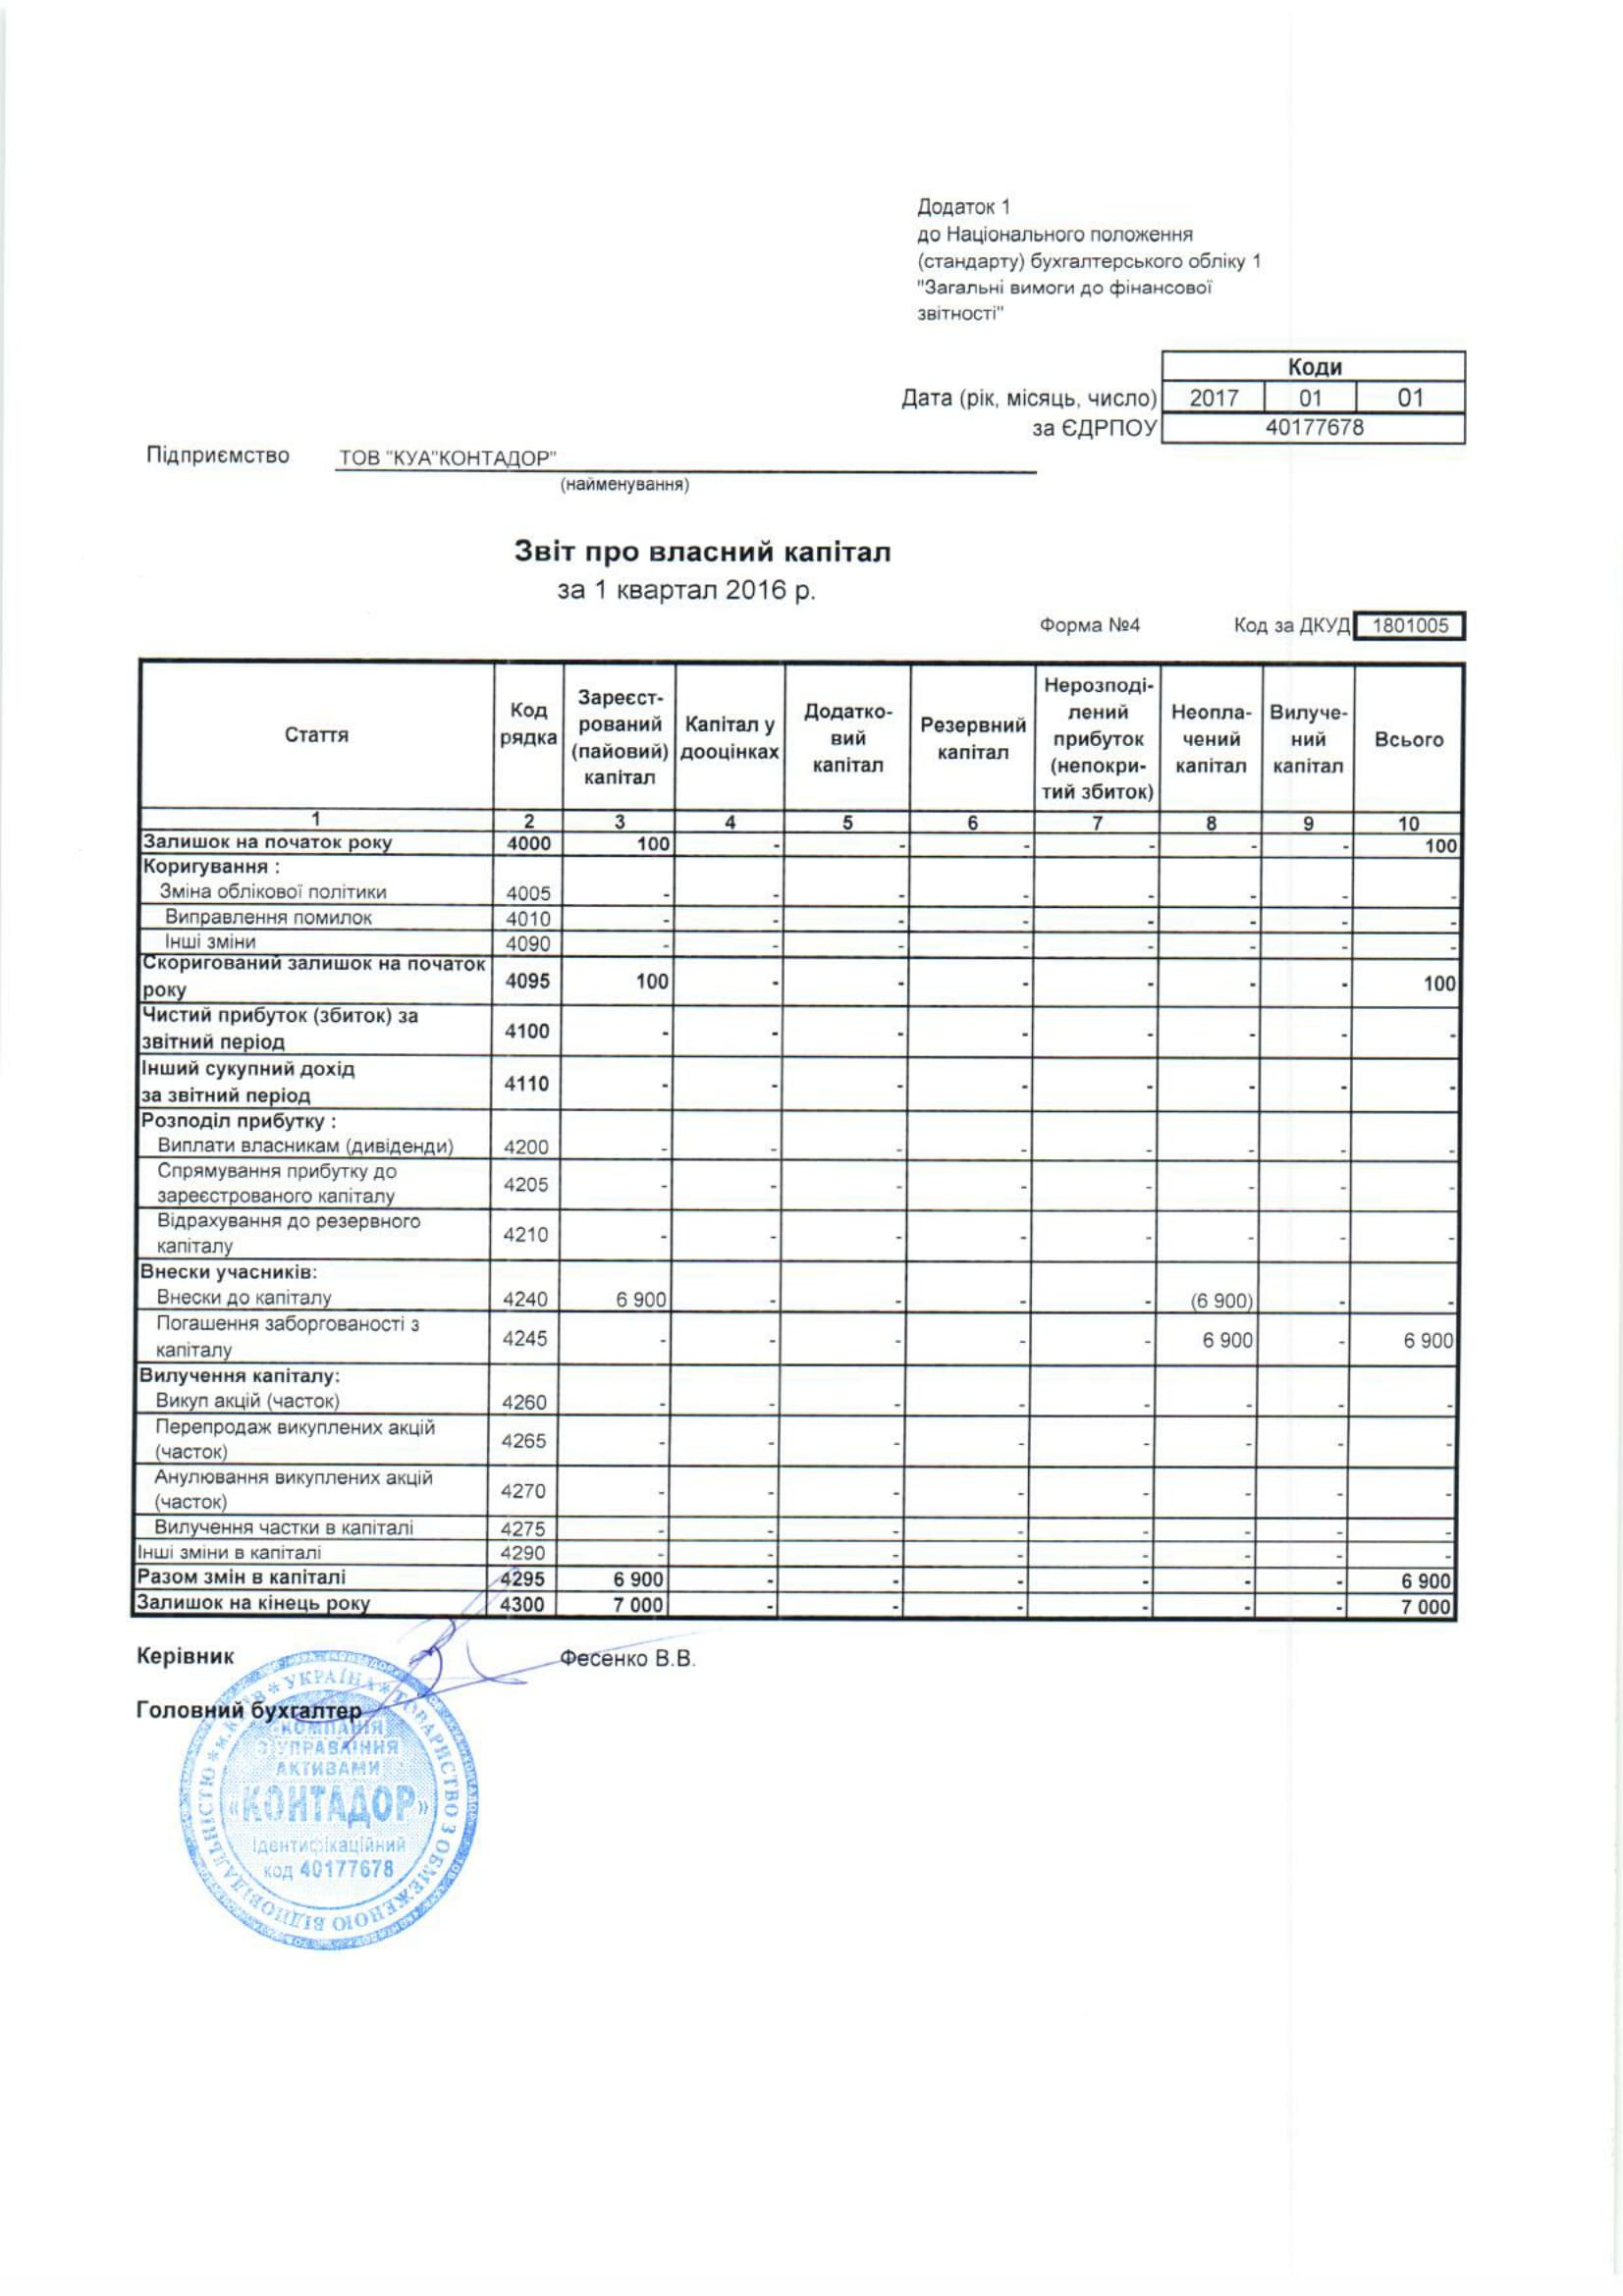 Додаток 1
до Національного положення
(стандарту) бухгалтерського обліку 1
"Загальні вимоги до фінансової
звітності"
Коди
Дата (рік, місяць, число) 2017 01 01
за ЄДРПОУ 40177678
Підприємство ТОВ "КУА"КОНТАДОР"
(найменування)
Звіт про власний капітал
за 1 квартал 2016 р.
Форма №4 Код за ДКУД 1801005
Стаття Код рядка Зареєст-рований (пайовий) капітал Капітал у дооцінках Додатко-вий капітал Резервний капітал Нерозподі-лений прибуток (непокри-тий збиток) Неопла-чений капітал Вилуче-ний капітал Всього
1 2 3 4 5 6 7 8 9 10
Залишок на початок року 4000 100 - - - - - - 100
Коригування :
Зміна облікової політики 4005 - - - - - - - -
Виправлення помилок 4010 - - - - - - - -
Інші зміни 4090 - - - - - - - -
Скоригований залишок на початок
року 4095 100 - - - - - - 100
Чистий прибуток (збиток) за
звітний період 4100 - - - - - - - -
Інший сукупний дохід
за звітний період 4110 - - - - - - - -
Розподіл прибутку :
Виплати власникам (дивіденди) 4200 - - - - - - - -
Спрямування прибутку до
зареєстрованого капіталу 4205 - - - - - - - -
Відрахування до резервного
капіталу 4210 - - - - - - - -
Внески учасників:
Внески до капіталу 4240 6 900 - - - - (6 900) - -
Погашення заборгованості з
капіталу 4245 - - - - - 6 900 - 6 900
Вилучення капіталу:
Викуп акцій (часток) 4260 - - - - - - - -
Перепродаж викуплених акцій
(часток) 4265 - - - - - - - -
Анулювання викуплених акцій
(часток) 4270 - - - - - - - -
Вилучення частки в капіталі 4275 - - - - - - - -
Інші зміни в капіталі 4290 - - - - - - - -
Разом змін в капіталі 4295 6 900 - - - - - - 6 900
Залишок на кінець року 4300 7 000 - - - - - - 7 000
Керівник Фесенко В.В.
Головний бухгалтер
* УКРАЇНА * ТОВАРИСТВО З ОБМЕЖЕНОЮ ВІДПОВІДАЛЬНІСТЮ * м. КИЇВ
КОМПАНІЯ
З УПРАВЛІННЯ
АКТИВАМИ
«КОНТАДОР»
Ідентифікаційний
код 40177678